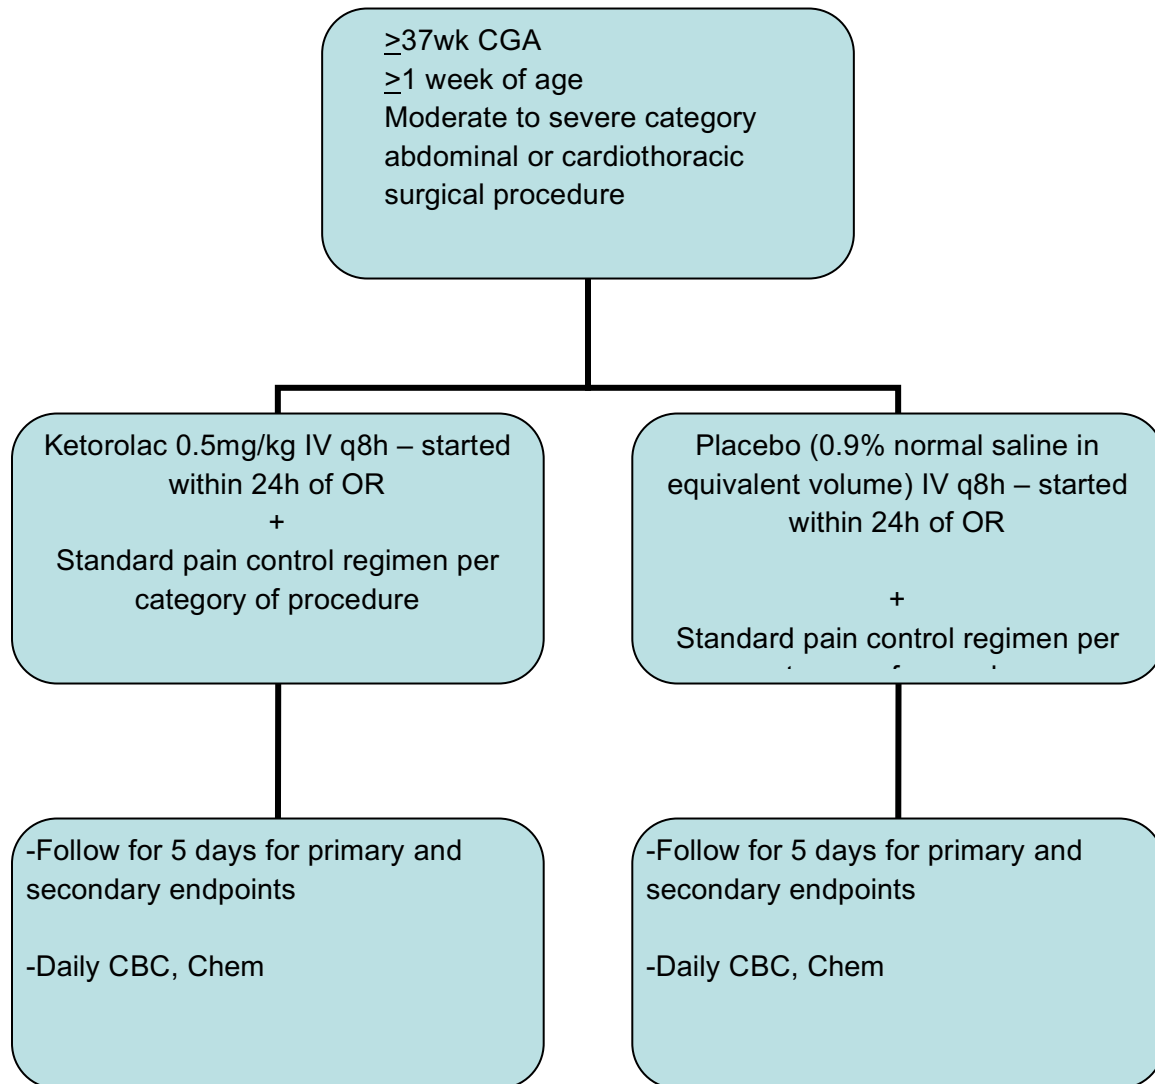 ≥37wk CGA
≥1 week of age
Moderate to severe category
abdominal or cardiothoracic
surgical procedure
Ketorolac 0.5mg/kg IV q8h – started
within 24h of OR
+
Standard pain control regimen per
category of procedure
Placebo (0.9% normal saline in
equivalent volume) IV q8h – started
within 24h of OR
+
Standard pain control regimen per
-Follow for 5 days for primary and
secondary endpoints
-Daily CBC, Chem
-Follow for 5 days for primary and
secondary endpoints
-Daily CBC, Chem